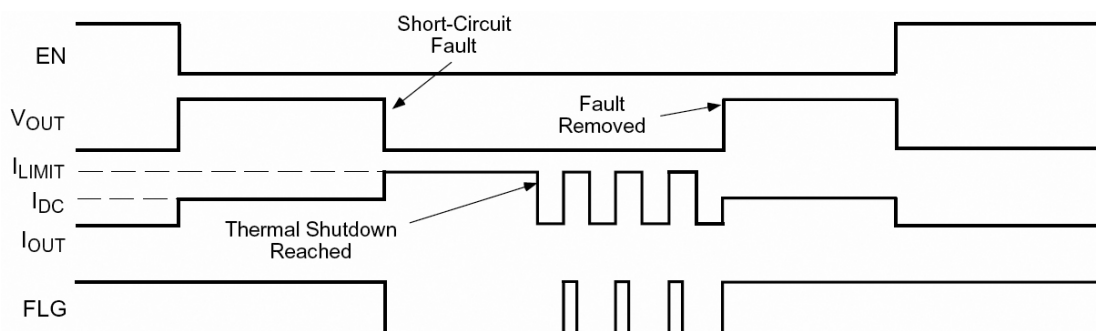 Short-Circuit
Fault
EN
Fault
Removed
VOUT
ILIMIT
IDC
Thermal Shutdown
Reached
IOUT
FLG